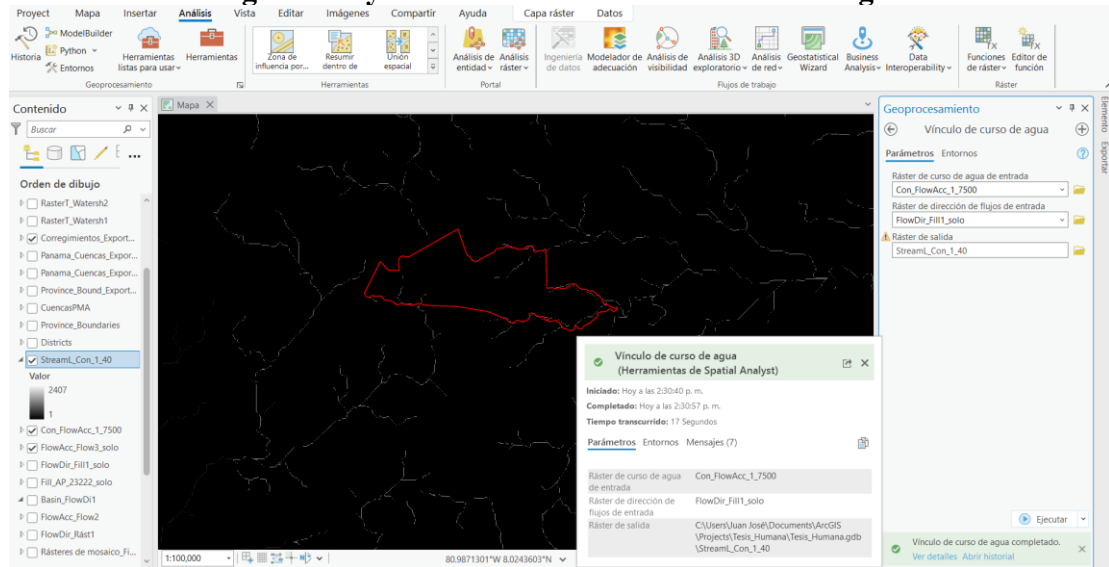 Proyect Mapa Insertar Análisis Vista Editar Imágenes Compartir Ayuda Capa ráster Datos
Historia
ModelBuilder
Python
Entornos
Herramientas listas para usar
Herramientas
Geoprocesamiento
Zona de influencia por...
Resumir dentro de
Unión espacial
Herramientas
Análisis de entidad
Análisis ráster
Portal
Ingeniería de datos
Modelador de adecuación
Análisis de visibilidad
Análisis 3D exploratorio
Análisis de red
Geostatistical Wizard
Business Analysis
Data Interoperability
Flujos de trabajo
Funciones de ráster
Editor de función
Ráster
Contenido
Buscar
Orden de dibujo
RasterT_Watersh2
RasterT_Watersh1
Corregimientos_Export...
Panama_Cuencas_Expor...
Panama_Cuencas_Expor...
Province_Bound_Export...
CuencasPMA
Province_Boundaries
Districts
StreamL_Con_1_40
Valor
2407
1
Con_FlowAcc_1_7500
FlowAcc_Flow3_solo
FlowDir_Fill1_solo
Fill_AP_23222_solo
Basin_FlowDi1
FlowAcc_Flow2
FlowDir_Rást1
Rásteres de mosaico_Fi...
Mapa
1:100,000
80.9871301°W 8.0243603°N
Vínculo de curso de agua
(Herramientas de Spatial Analyst)
Iniciado: Hoy a las 2:30:40 p. m.
Completado: Hoy a las 2:30:57 p. m.
Tiempo transcurrido: 17 Segundos
Parámetros Entornos Mensajes (7)
Ráster de curso de agua de entrada Con_FlowAcc_1_7500
Ráster de dirección de flujos de entrada FlowDir_Fill1_solo
Ráster de salida C:\Users\Juan José\Documents\ArcGIS
\Projects\Tesis_Humana\Tesis_Humana.gdb
\StreamL_Con_1_40
Geoprocesamiento
Vínculo de curso de agua
Parámetros Entornos
Ráster de curso de agua de entrada
Con_FlowAcc_1_7500
Ráster de dirección de flujos de entrada
FlowDir_Fill1_solo
Ráster de salida
StreamL_Con_1_40
Ejecutar
Vínculo de curso de agua completado.
Ver detalles Abrir historial
Elemento
Exportar